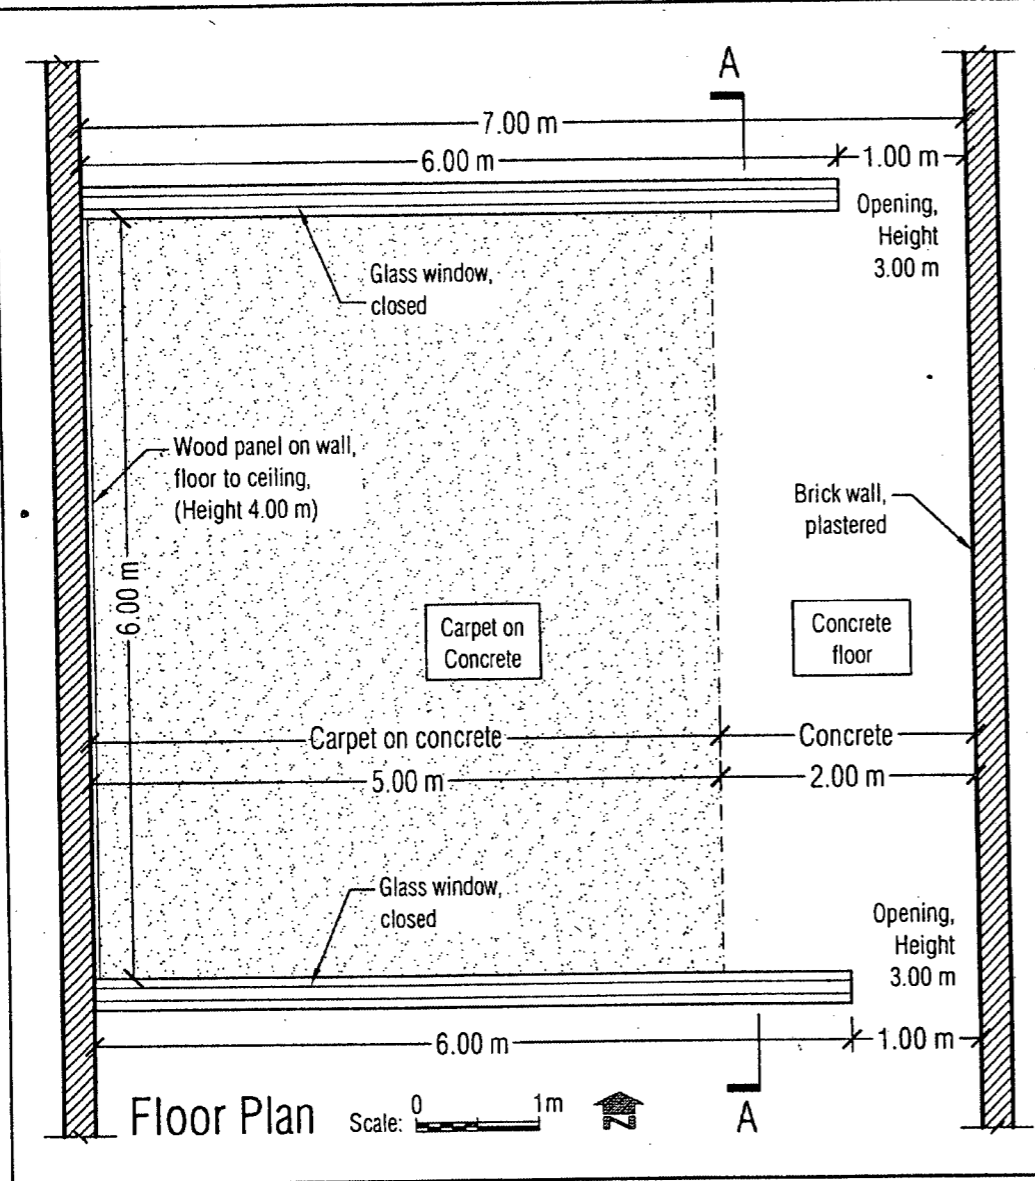 A
7.00 m
6.00 m
1.00 m
Opening,
Height
3.00 m
Glass window,
closed
Wood panel on wall,
floor to ceiling,
(Height 4.00 m)
Brick wall,
plastered
6.00 m
Carpet on
Concrete
Concrete
floor
Carpet on concrete
Concrete
5.00 m
2.00 m
Glass window,
closed
Opening,
Height
3.00 m
6.00 m
1.00 m
Floor Plan
Scale:
0
1m
N
A